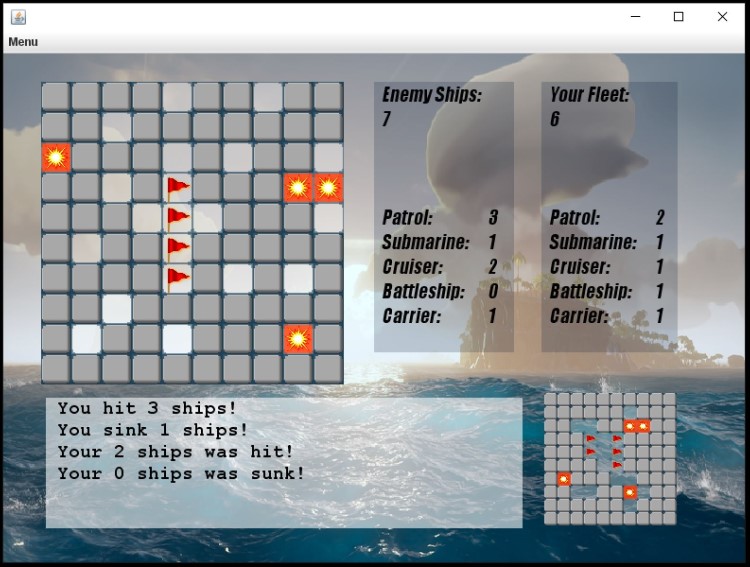 Menu
Enemy Ships:
7
Patrol: 3
Submarine: 1
Cruiser: 2
Battleship: 0
Carrier: 1
Your Fleet:
6
Patrol: 2
Submarine: 1
Cruiser: 1
Battleship: 1
Carrier: 1
You hit 3 ships!
You sink 1 ships!
Your 2 ships was hit!
Your 0 ships was sunk!